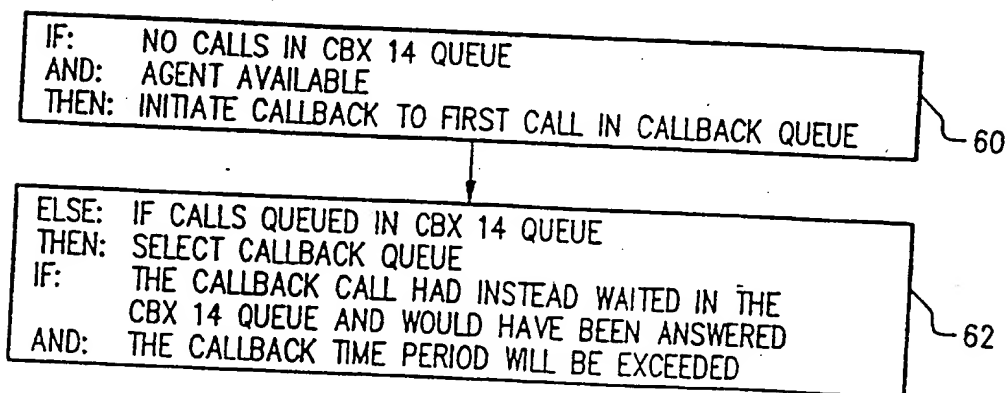 IF: NO CALLS IN CBX 14 QUEUE
AND: AGENT AVAILABLE
THEN: INITIATE CALLBACK TO FIRST CALL IN CALLBACK QUEUE
60
ELSE: IF CALLS QUEUED IN CBX 14 QUEUE
THEN: SELECT CALLBACK QUEUE
IF: THE CALLBACK CALL HAD INSTEAD WAITED IN THE
CBX 14 QUEUE AND WOULD HAVE BEEN ANSWERED
AND: THE CALLBACK TIME PERIOD WILL BE EXCEEDED
62